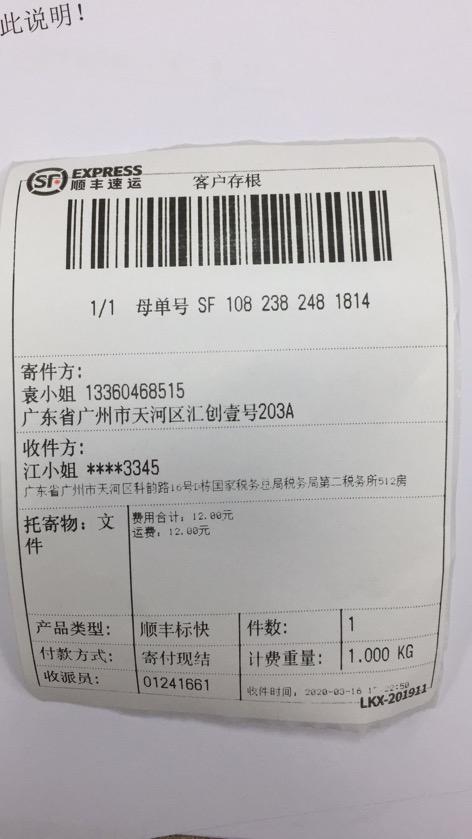 此说明！
SF EXPRESS
顺丰速运
客户存根
1/1 母单号 SF 108 238 248 1814
寄件方:
袁小姐 13360468515
广东省广州市天河区汇创壹号203A
收件方:
江小姐 ****3345
广东省广州市天河区科韵路16号D栋国家税务总局税务局第二税务所512房
托寄物: 文件
费用合计: 12.00元
运费: 12.00元
产品类型: 顺丰标快 件数: 1
付款方式: 寄付现结 计费重量: 1.000 KG
收派员: 01241661 收件时间: 2020-03-16
LKX-201911